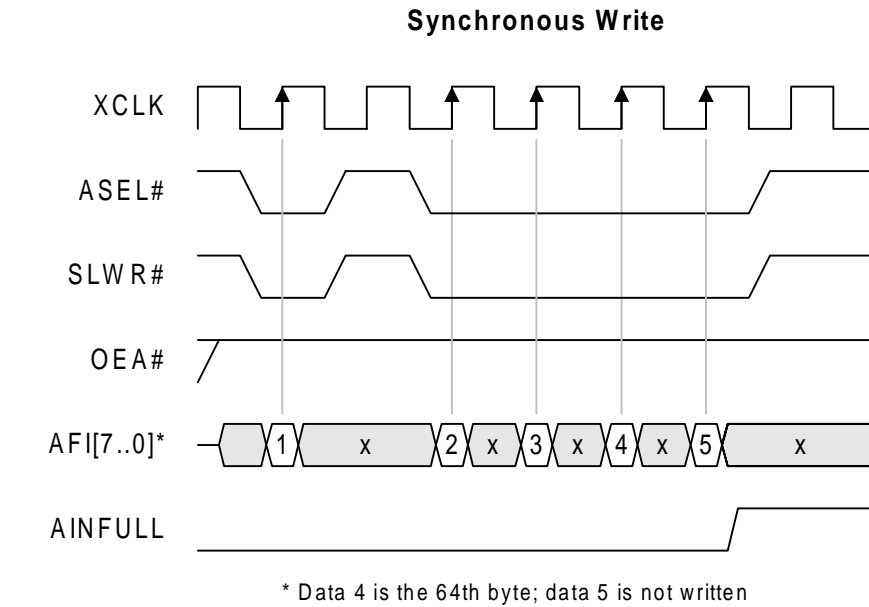 Synchronous Write
XCLK
ASEL#
SLWR#
OEA#
AFI[7..0]* 1 x 2 x 3 x 4 x 5 x
AINFULL
* Data 4 is the 64th byte; data 5 is not written